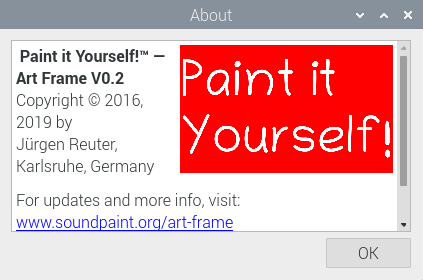 About
Paint it Yourself!™ —
Art Frame V0.2
Copyright © 2016,
2019 by
Jürgen Reuter,
Karlsruhe, Germany
Paint it
Yourself!
For updates and more info, visit:
www.soundpaint.org/art-frame
OK